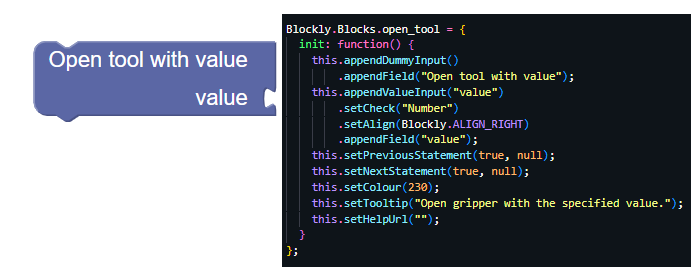 Open tool with value
value
Blockly.Blocks.open_tool = {
  init: function() {
    this.appendDummyInput()
        .appendField("Open tool with value");
    this.appendValueInput("value")
        .setCheck("Number")
        .setAlign(Blockly.ALIGN_RIGHT)
        .appendField("value");
    this.setPreviousStatement(true, null);
    this.setNextStatement(true, null);
    this.setColour(230);
    this.setTooltip("Open gripper with the specified value.");
    this.setHelpUrl("");
  }
};